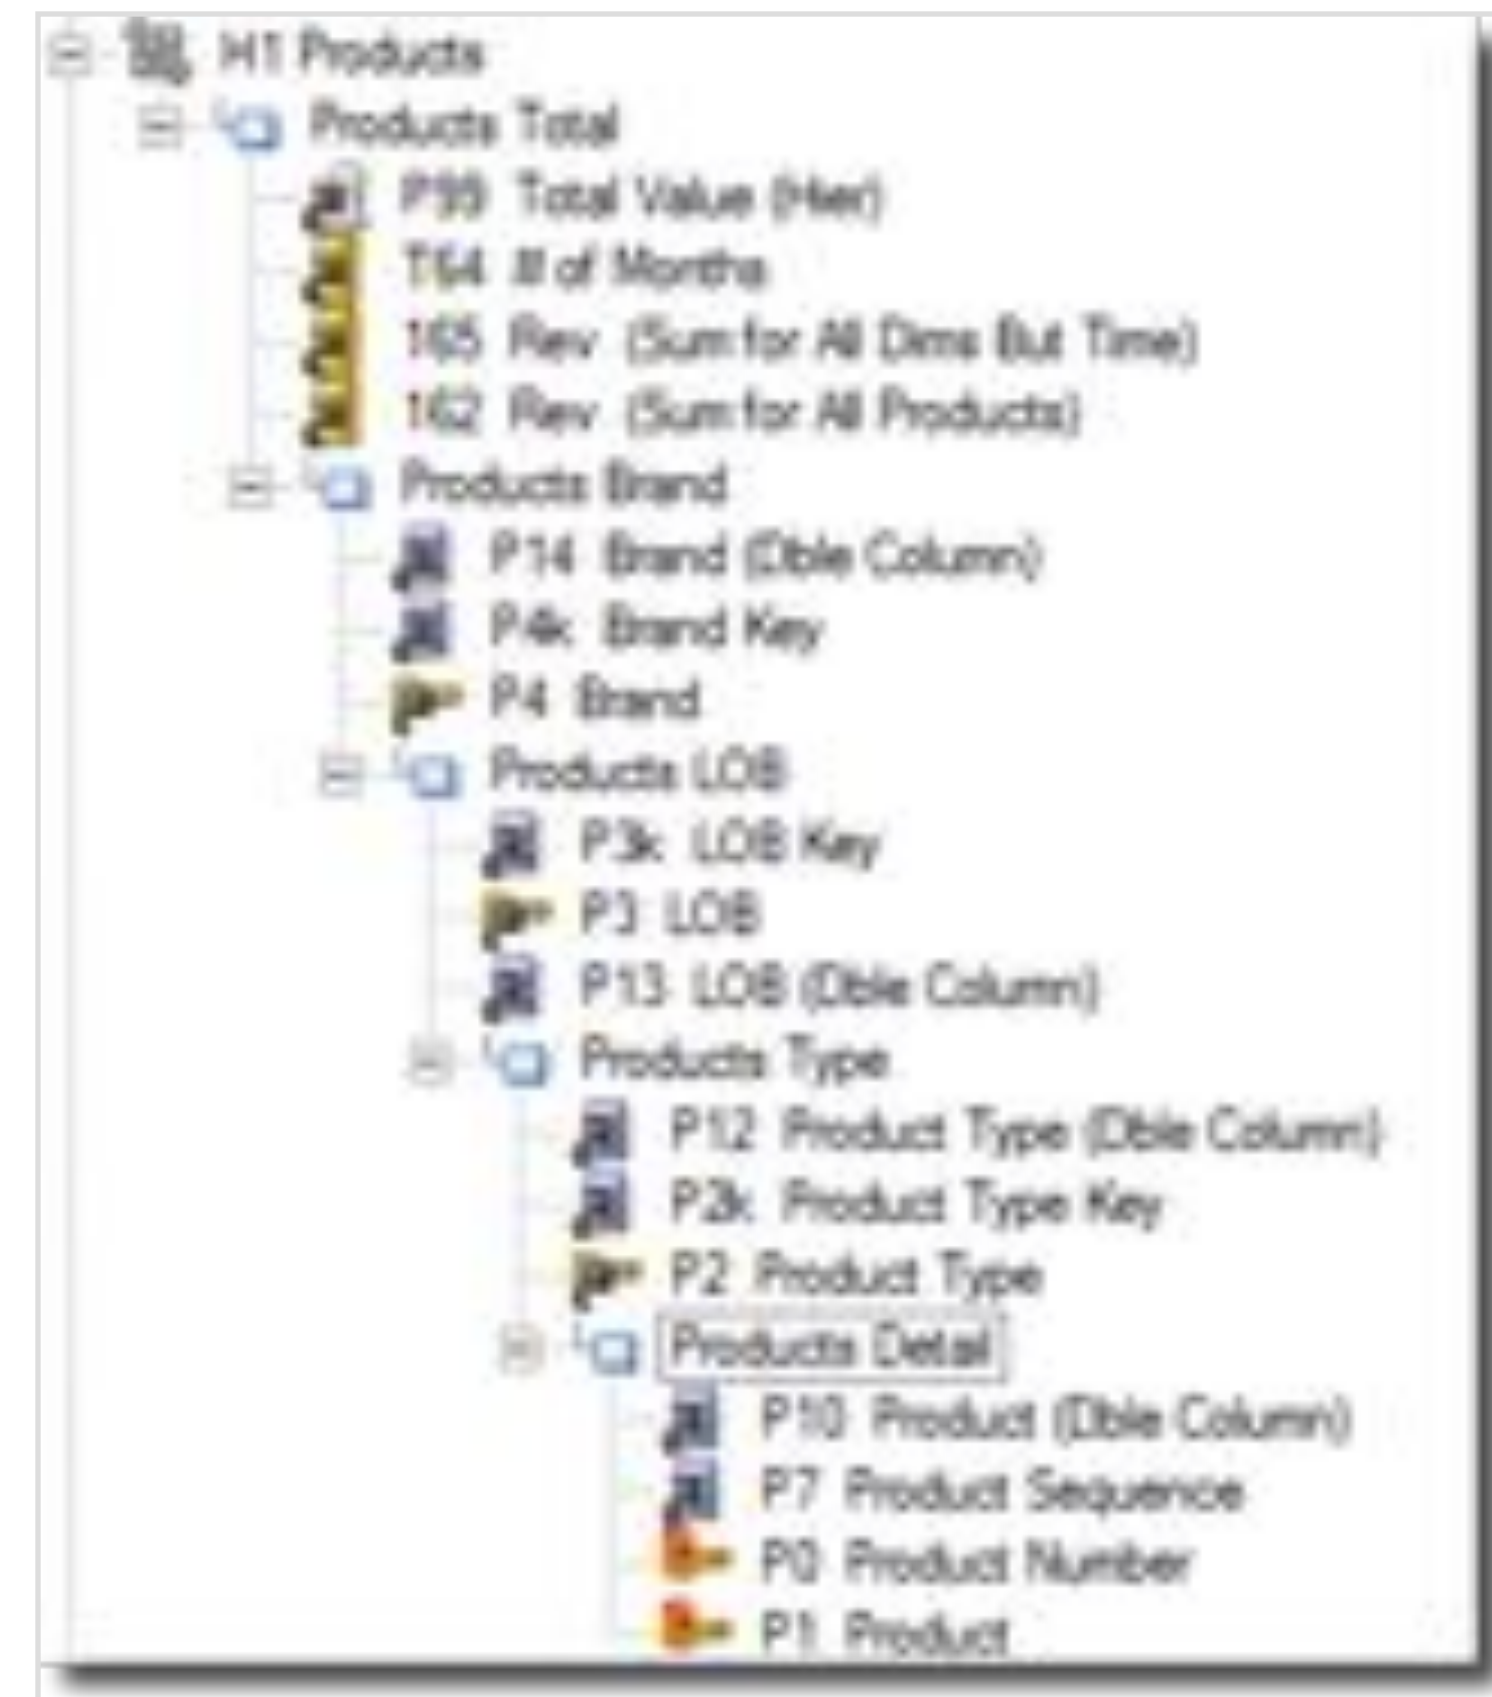 H1 Products
Products Total
P99 Total Value (Hier)
T64 # of Months
165 Rev (Sum for All Dims But Time)
162 Rev (Sum for All Products)
Products Brand
P14 Brand (Dble Column)
P4k Brand Key
P4 Brand
Products LOB
P3k LOB Key
P3 LOB
P13 LOB (Dble Column)
Products Type
P12 Product Type (Dble Column)
P2k Product Type Key
P2 Product Type
Products Detail
P10 Product (Dble Column)
P7 Product Sequence
P0 Product Number
P1 Product